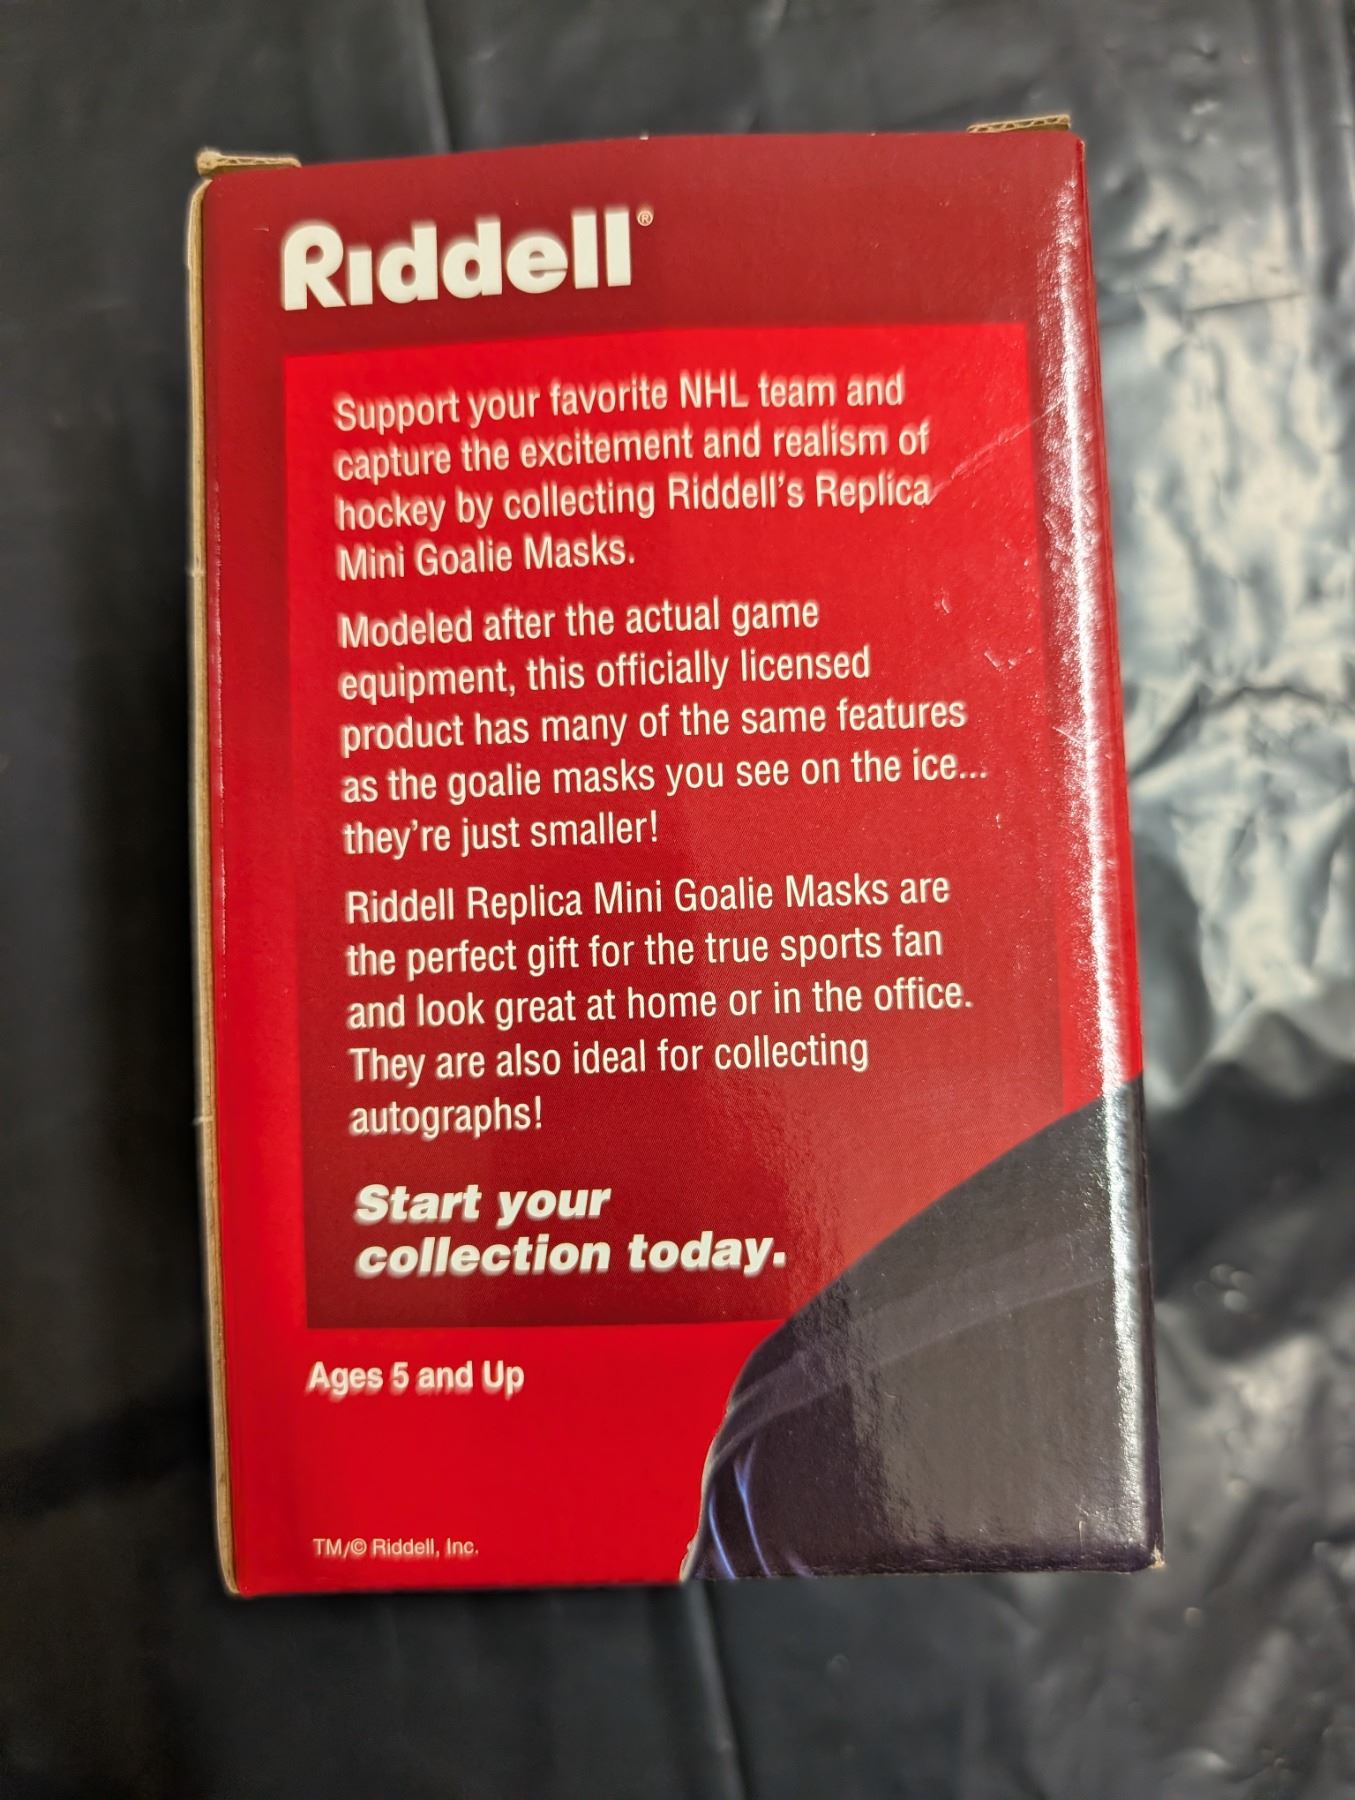 Riddell®
Support your favorite NHL team and
capture the excitement and realism of
hockey by collecting Riddell's Replica
Mini Goalie Masks.
Modeled after the actual game
equipment, this officially licensed
product has many of the same features
as the goalie masks you see on the ice...
they're just smaller!
Riddell Replica Mini Goalie Masks are
the perfect gift for the true sports fan
and look great at home or in the office.
They are also ideal for collecting
autographs!
Start your
collection today.
Ages 5 and Up
TM/© Riddell, Inc.